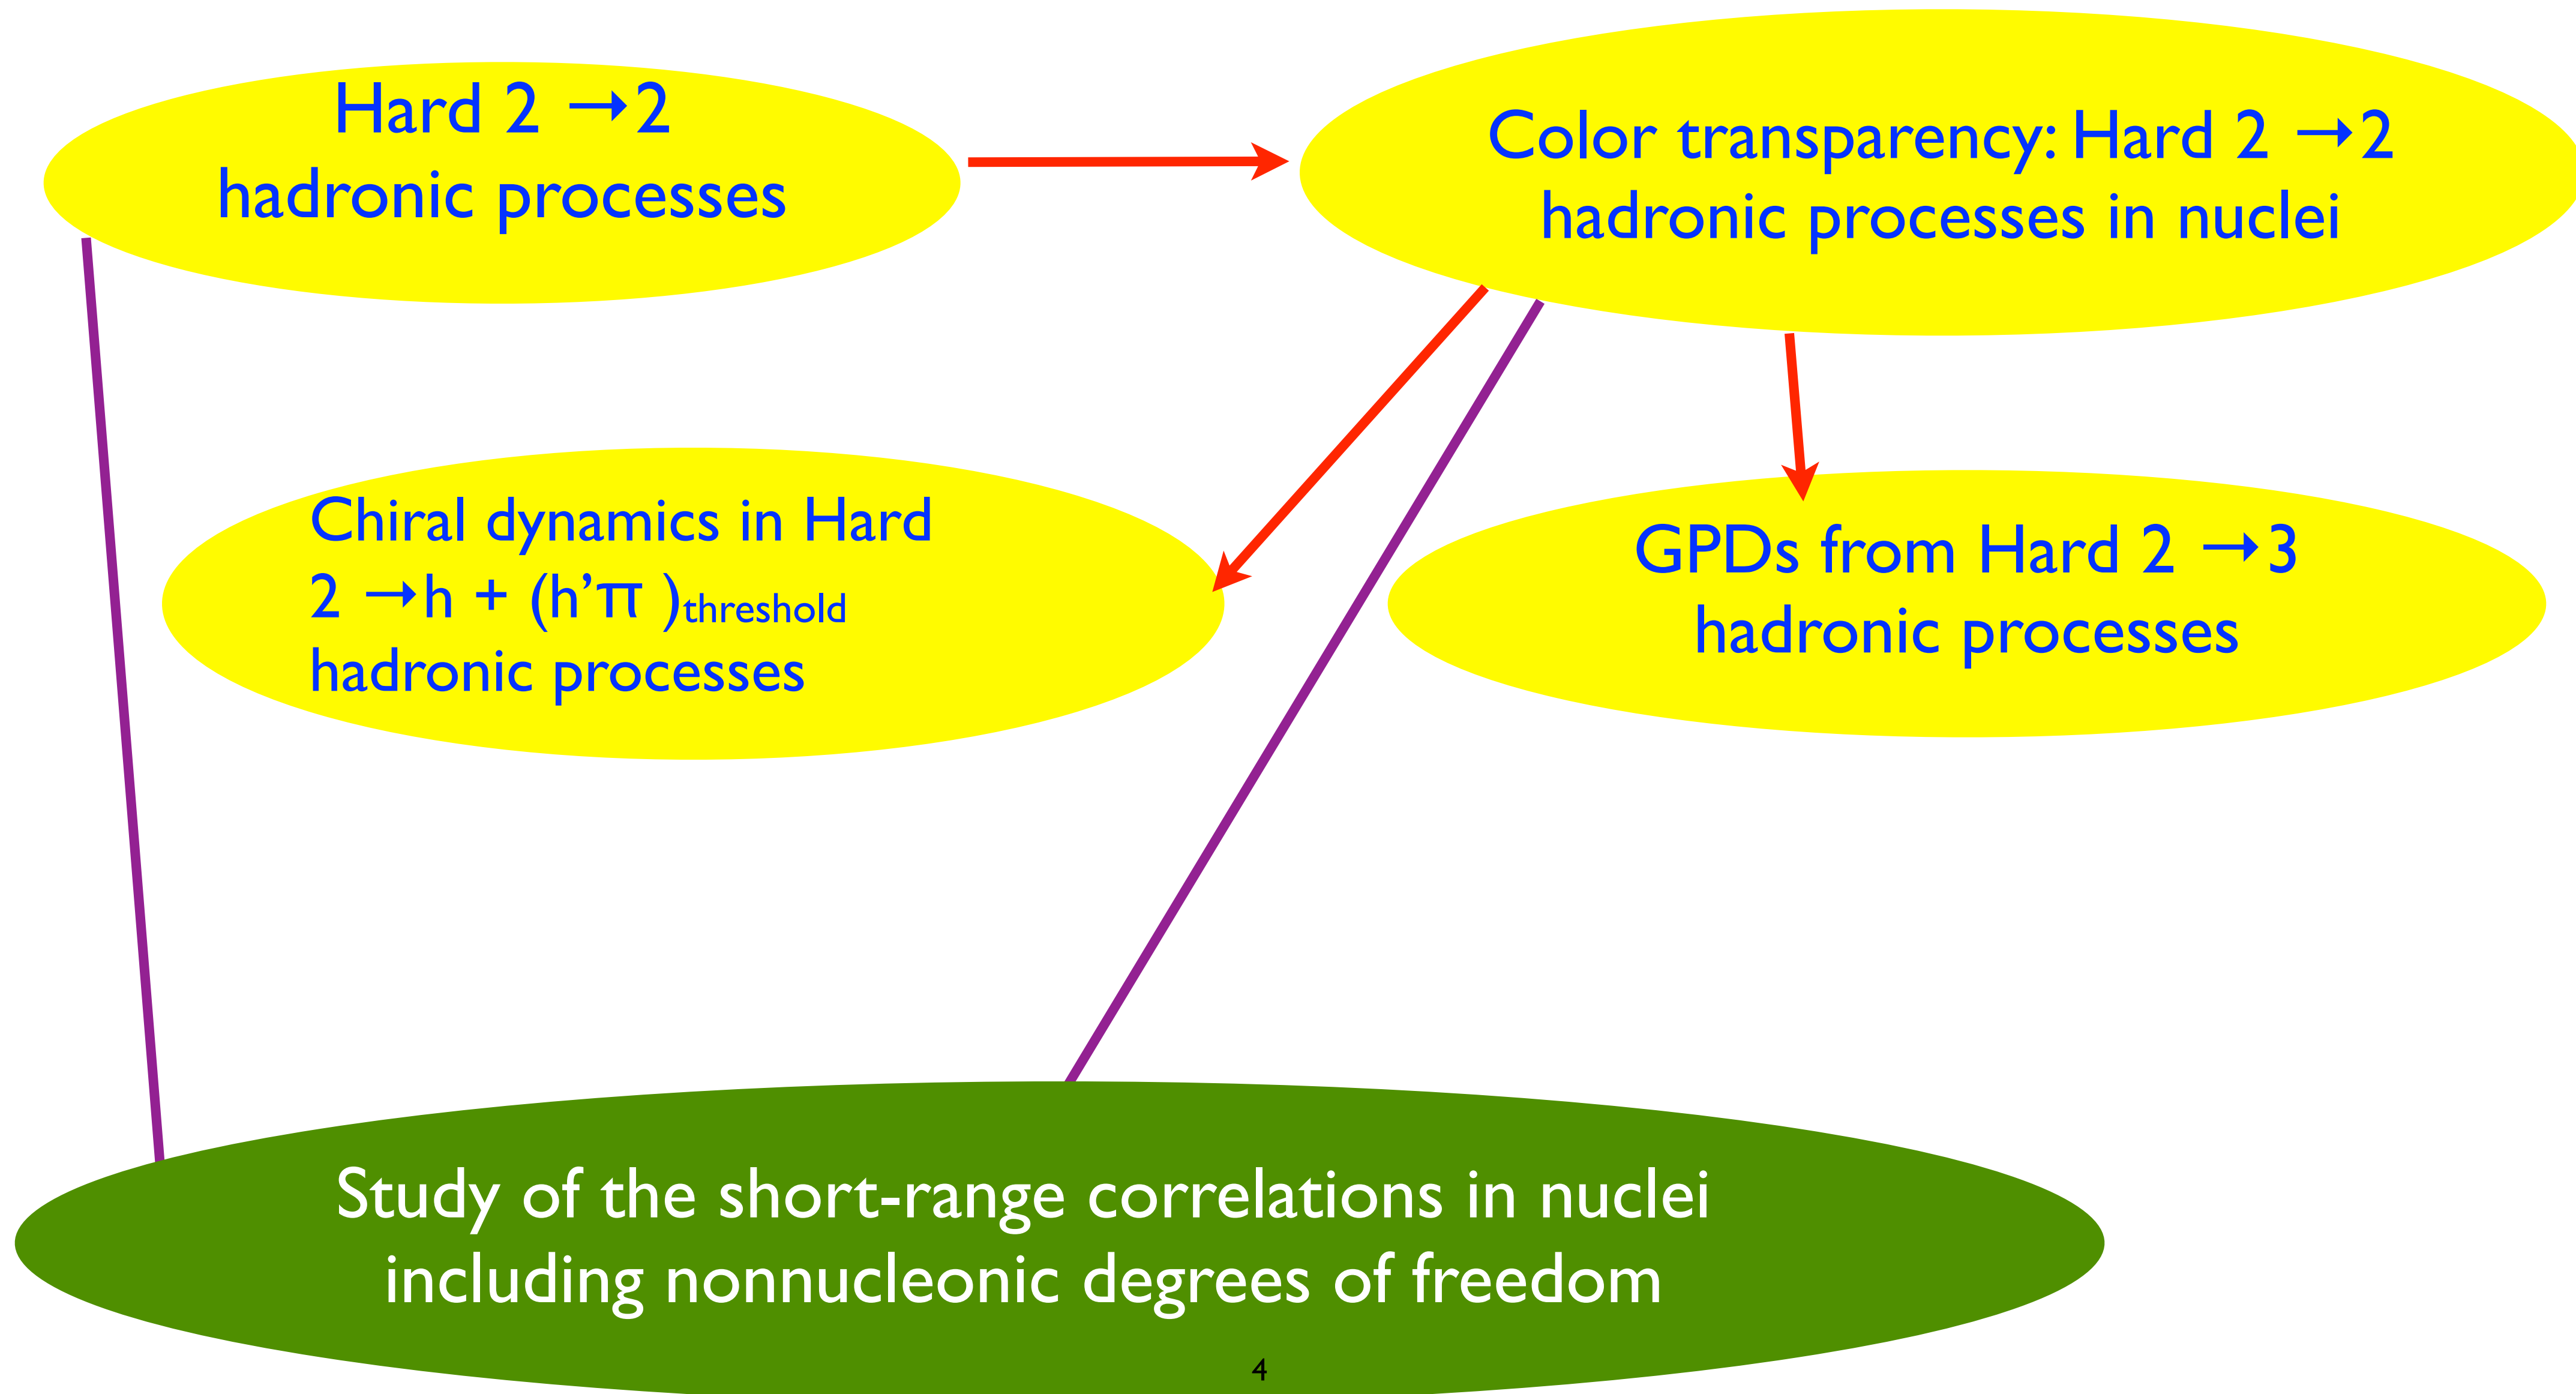 Hard 2 →2
hadronic processes
Color transparency: Hard 2 →2
hadronic processes in nuclei
Chiral dynamics in Hard
2 →h + (h’π )threshold
hadronic processes
GPDs from Hard 2 →3
hadronic processes
Study of the short-range correlations in nuclei
including nonnucleonic degrees of freedom
4